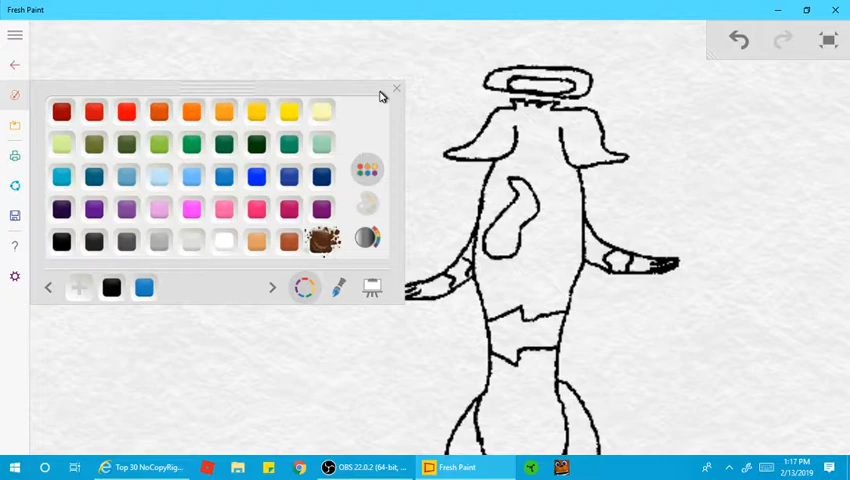 Fresh Paint
?
Top 30 NoCopyRig...
OBS 22.0.2 (64-bit, ...
Fresh Paint
1:17 PM
2/13/2019